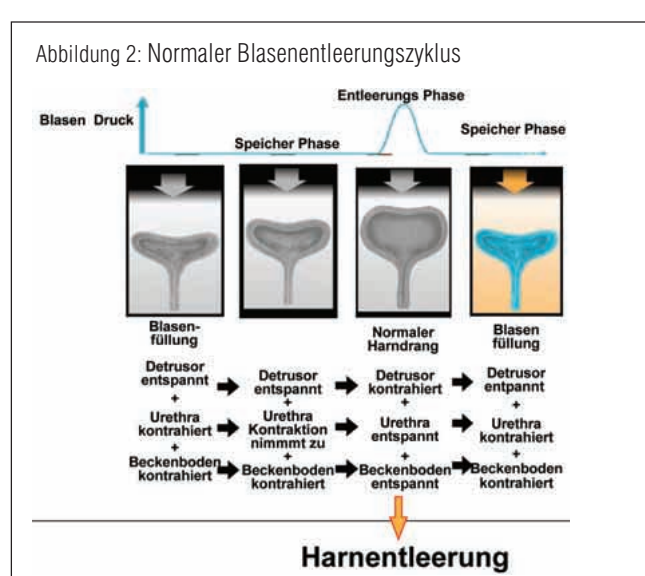 Abbildung 2: Normaler Blasenentleerungszyklus
Entleerungs Phase
Blasen Druck
Speicher Phase
Speicher Phase
Blasen-
füllung
Normaler
Harndrang
Blasen
füllung
Detrusor
entspannt
+
Urethra
kontrahiert
+
Beckenboden
kontrahiert
Detrusor
entspannt
+
Urethra
Kontraktion
nimmmt zu
+
Beckenboden
kontrahiert
Detrusor
kontrahiert
+
Urethra
entspannt
+
Beckenboden
entspannt
Detrusor
entpannt
+
Urethra
kontrahiert
+
Beckenboden
kontrahiert
Harnentleerung